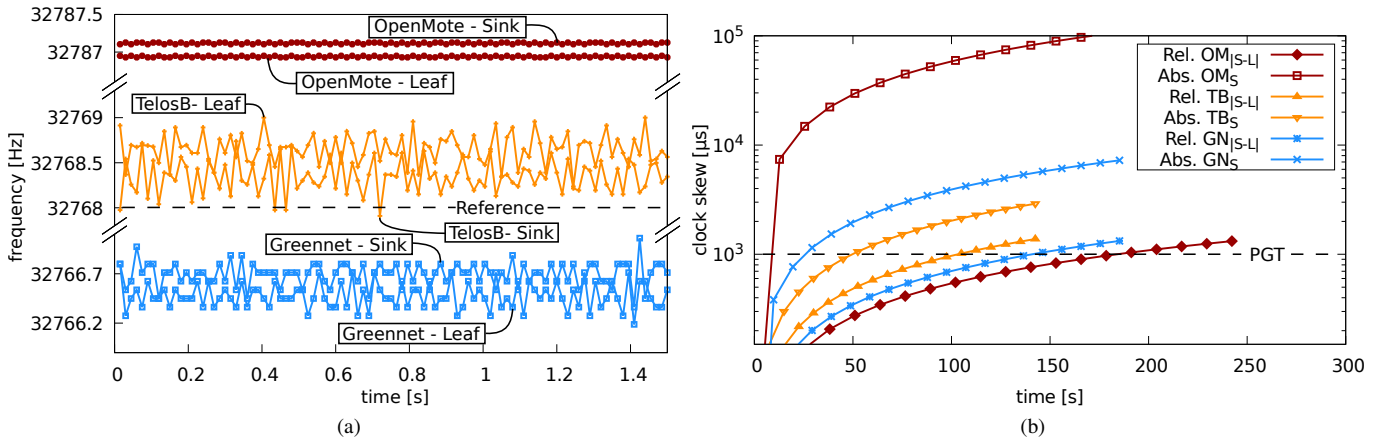 32787.5
32787
32769
32768.5
32768
32766.7
32766.2
frequency [Hz]
OpenMote - Sink
OpenMote - Leaf
TelosB- Leaf
Reference
TelosB- Sink
Greennet - Sink
Greennet - Leaf
0 0.2 0.4 0.6 0.8 1 1.2 1.4
time [s]
(a)
10^5
10^4
10^3
clock skew [µs]
Rel. OM|S-L|
Abs. OMS
Rel. TB|S-L|
Abs. TBS
Rel. GN|S-L|
Abs. GNS
PGT
0 50 100 150 200 250 300
time [s]
(b)